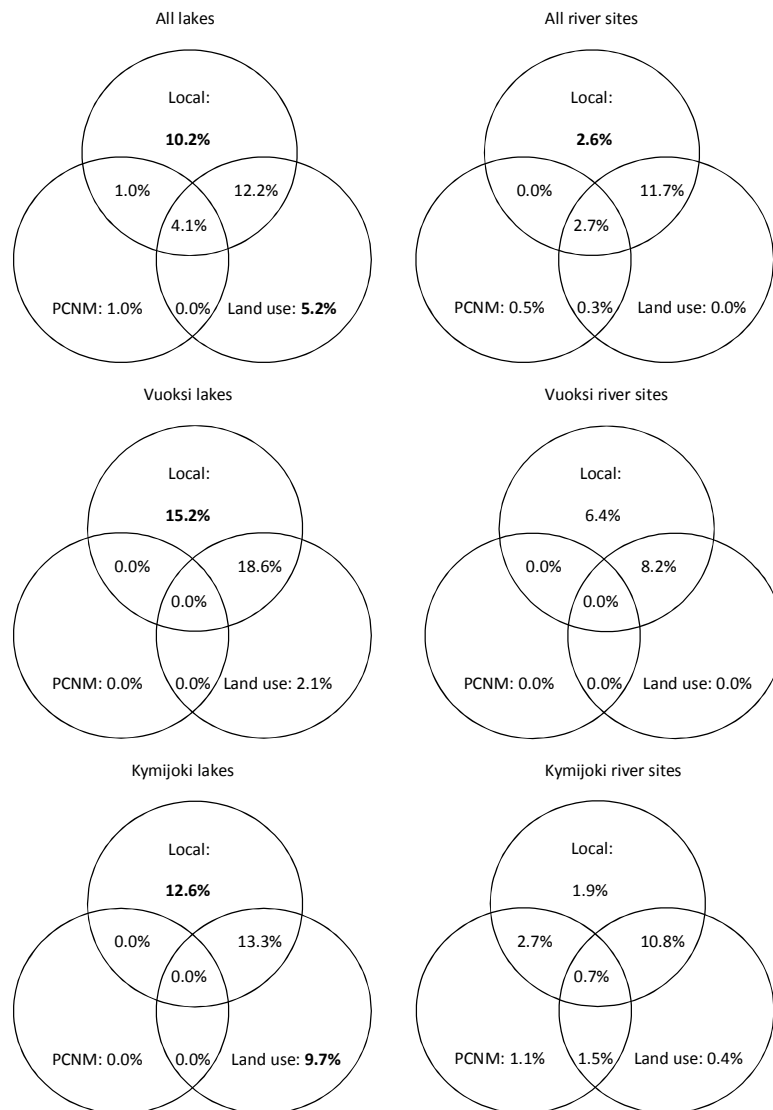 All lakes
Local:
10.2%
1.0%
12.2%
4.1%
PCNM: 1.0%
0.0%
Land use: 5.2%
All river sites
Local:
2.6%
0.0%
11.7%
2.7%
PCNM: 0.5%
0.3%
Land use: 0.0%
Vuoksi lakes
Local:
15.2%
0.0%
18.6%
0.0%
PCNM: 0.0%
0.0%
Land use: 2.1%
Vuoksi river sites
Local:
6.4%
0.0%
8.2%
0.0%
PCNM: 0.0%
0.0%
Land use: 0.0%
Kymijoki lakes
Local:
12.6%
0.0%
13.3%
0.0%
PCNM: 0.0%
0.0%
Land use: 9.7%
Kymijoki river sites
Local:
1.9%
2.7%
10.8%
0.7%
PCNM: 1.1%
1.5%
Land use: 0.4%